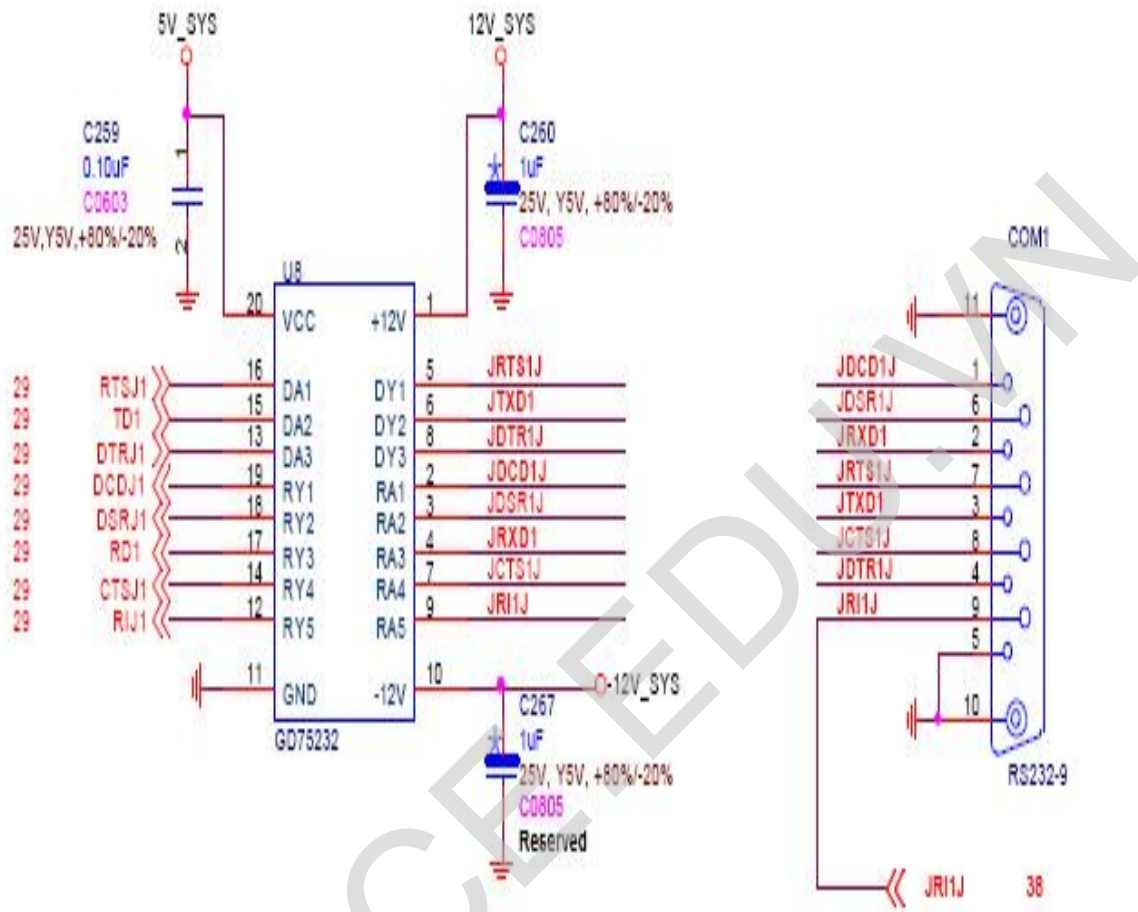 5V_SYS
12V_SYS
C259
0.10uF
C0603
25V,Y5V,+80%/-20%
1
2
C260
1uF
25V, Y5V, +80%/-20%
C0805
U8
20 VCC +12V 1
29 RTSJ1 16 DA1 DY1 5 JRTS1J
29 TD1 15 DA2 DY2 6 JTXD1
29 DTRJ1 13 DA3 DY3 8 JDTR1J
29 DCDJ1 19 RY1 RA1 2 JDCD1J
29 DSRJ1 18 RY2 RA2 3 JDSR1J
29 RD1 17 RY3 RA3 4 JRXD1
29 CTSJ1 14 RY4 RA4 7 JCTS1J
29 RIJ1 12 RY5 RA5 9 JRI1J
11 GND -12V 10
-12V_SYS
GD75232
C267
1uF
25V, Y5V, +80%/-20%
C0805
Reserved
COM1
11
JDCD1J 1
JDSR1J 6
JRXD1 2
JRTS1J 7
JTXD1 3
JCTS1J 8
JDTR1J 4
JRI1J 9
5
10
RS232-9
JRI1J 38
CE.EDU.VN